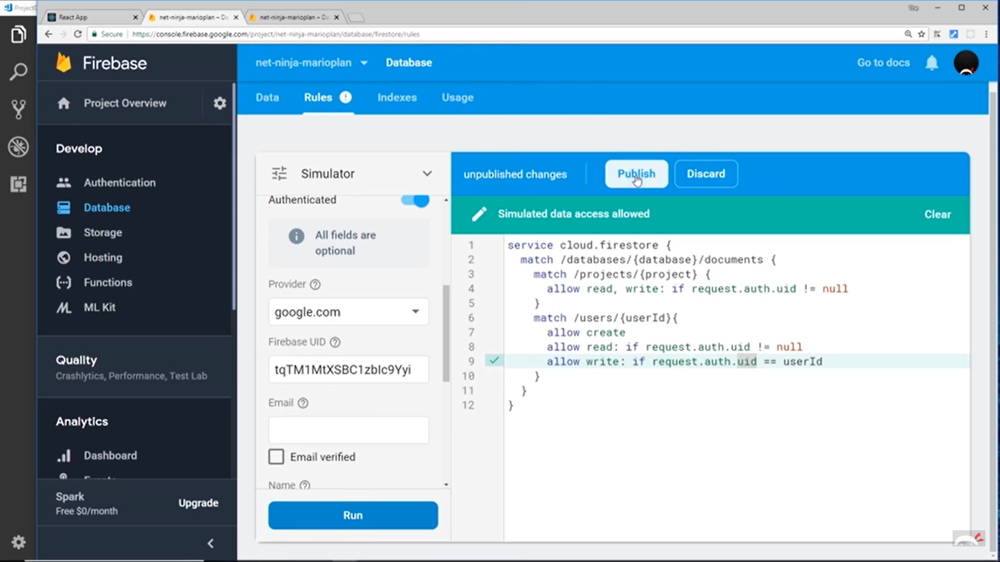 Project
React App
net-ninja-marioplan – Da
net-ninja-marioplan – Da
Secure
https://console.firebase.google.com/project/net-ninja-marioplan/database/firestore/rules
Firebase
net-ninja-marioplan
Database
Go to docs
Project Overview
Data
Rules
!
Indexes
Usage
Develop
Authentication
Database
Storage
Hosting
Functions
ML Kit
Quality
Crashlytics, Performance, Test Lab
Analytics
Dashboard
Events
Spark
Free $0/month
Upgrade
Simulator
Authenticated
All fields are
optional
Provider
google.com
Firebase UID
tqTM1MtXSBC1zbIc9Yyi
Email
Email verified
Name
Run
unpublished changes
Publish
Discard
Simulated data access allowed
Clear
1 service cloud.firestore {
2 match /databases/{database}/documents {
3 match /projects/{project} {
4 allow read, write: if request.auth.uid != null
5 }
6 match /users/{userId}{
7 allow create
8 allow read: if request.auth.uid != null
9 allow write: if request.auth.uid == userId
10 }
11 }
12 }